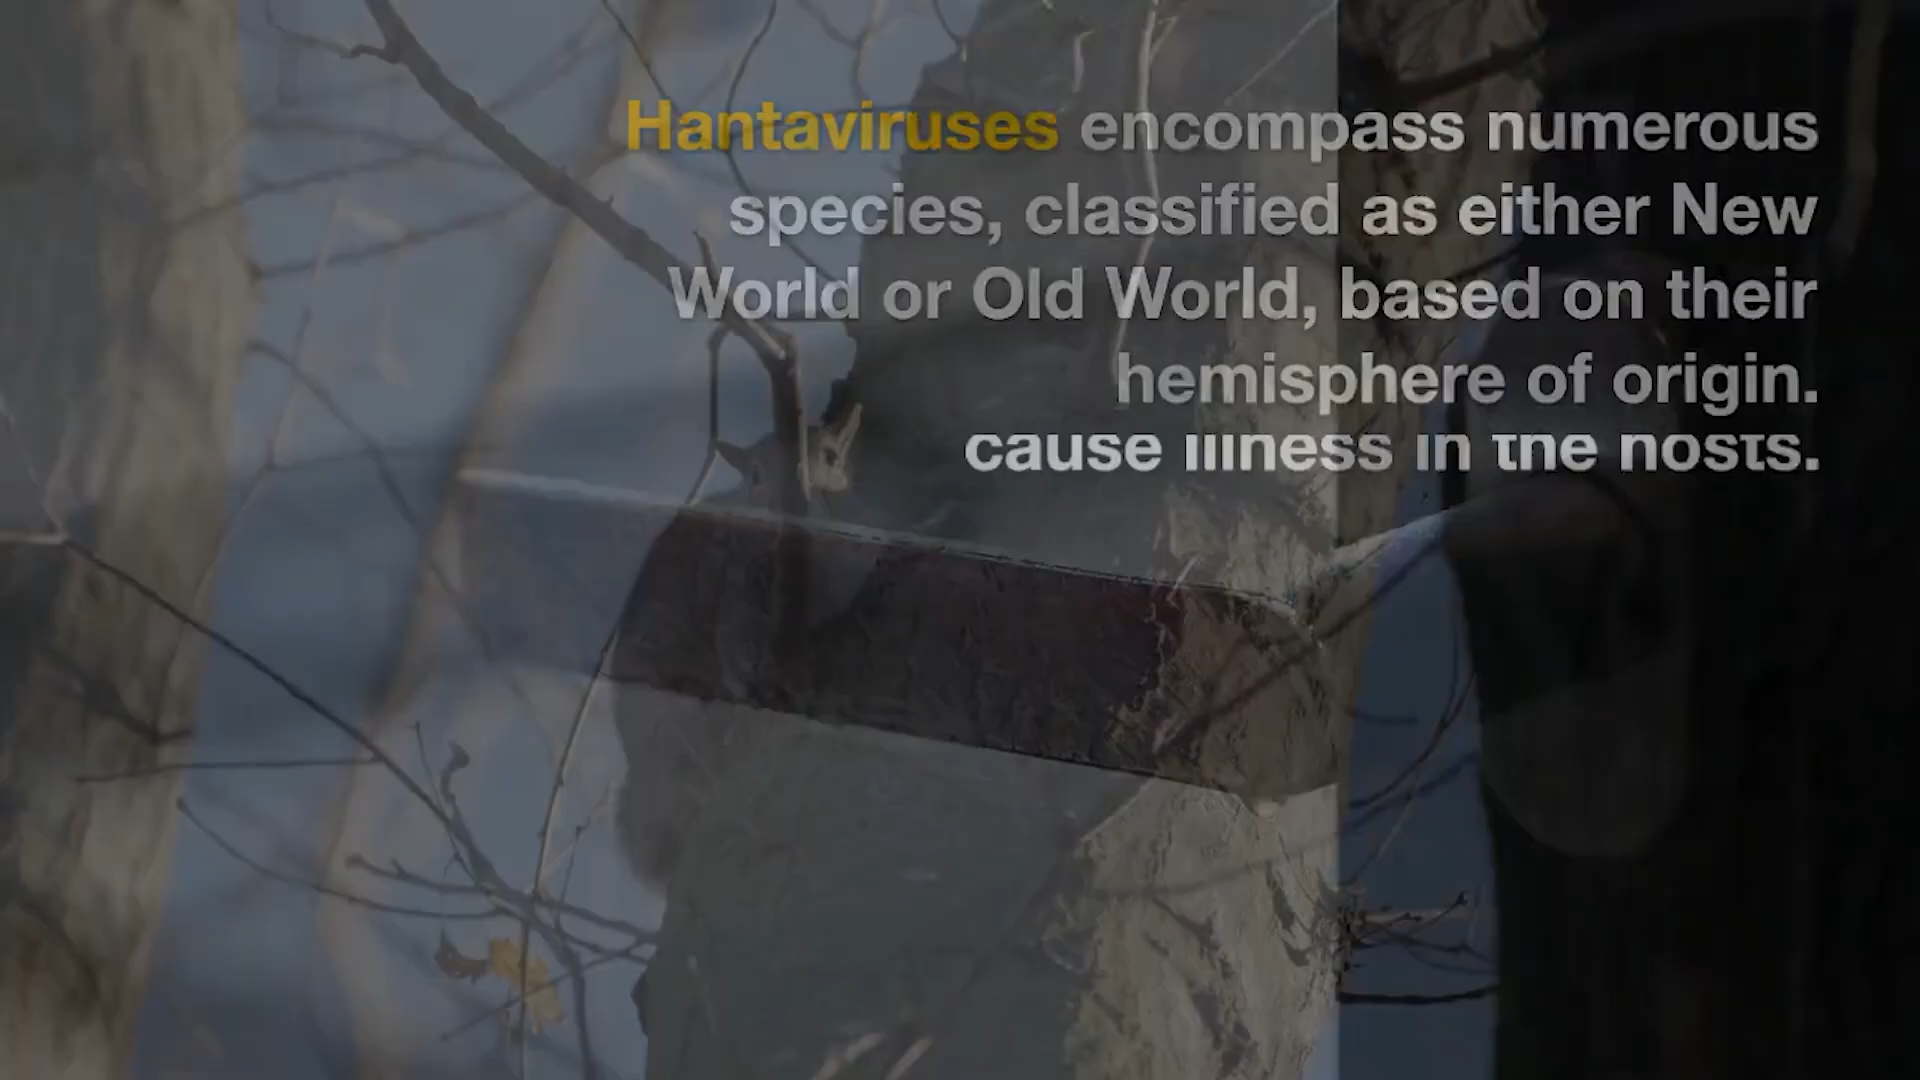 Hantaviruses encompass numerous
species, classified as either New
World or Old World, based on their
hemisphere of origin.
cause illness in the hosts.